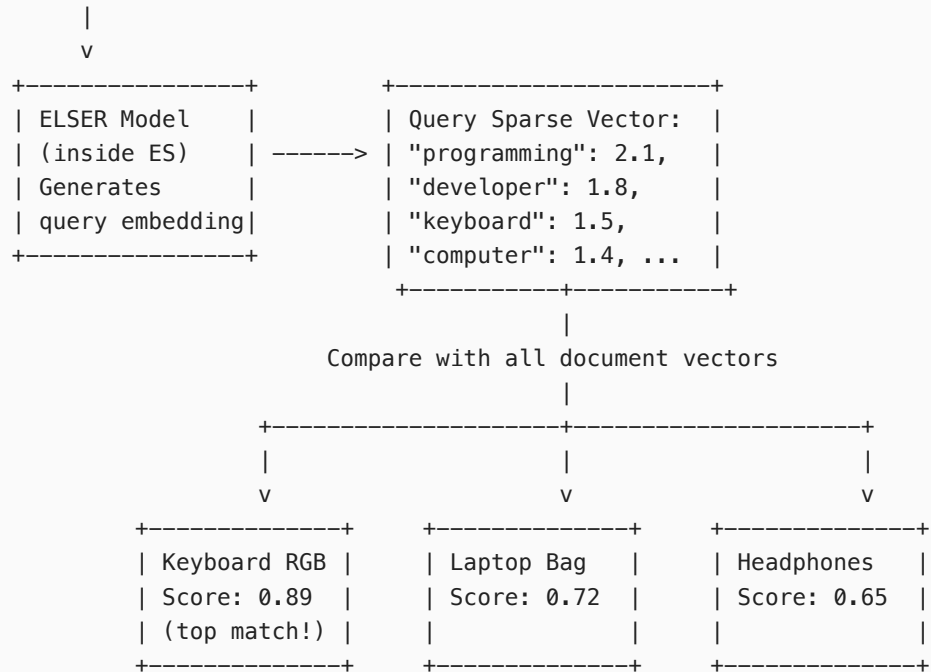 ELSER Model
(inside ES)
Generates
query embedding
Query Sparse Vector:
"programming": 2.1,
"developer": 1.8,
"keyboard": 1.5,
"computer": 1.4, ...
Compare with all document vectors
Keyboard RGB
Score: 0.89
(top match!)
Laptop Bag
Score: 0.72
Headphones
Score: 0.65